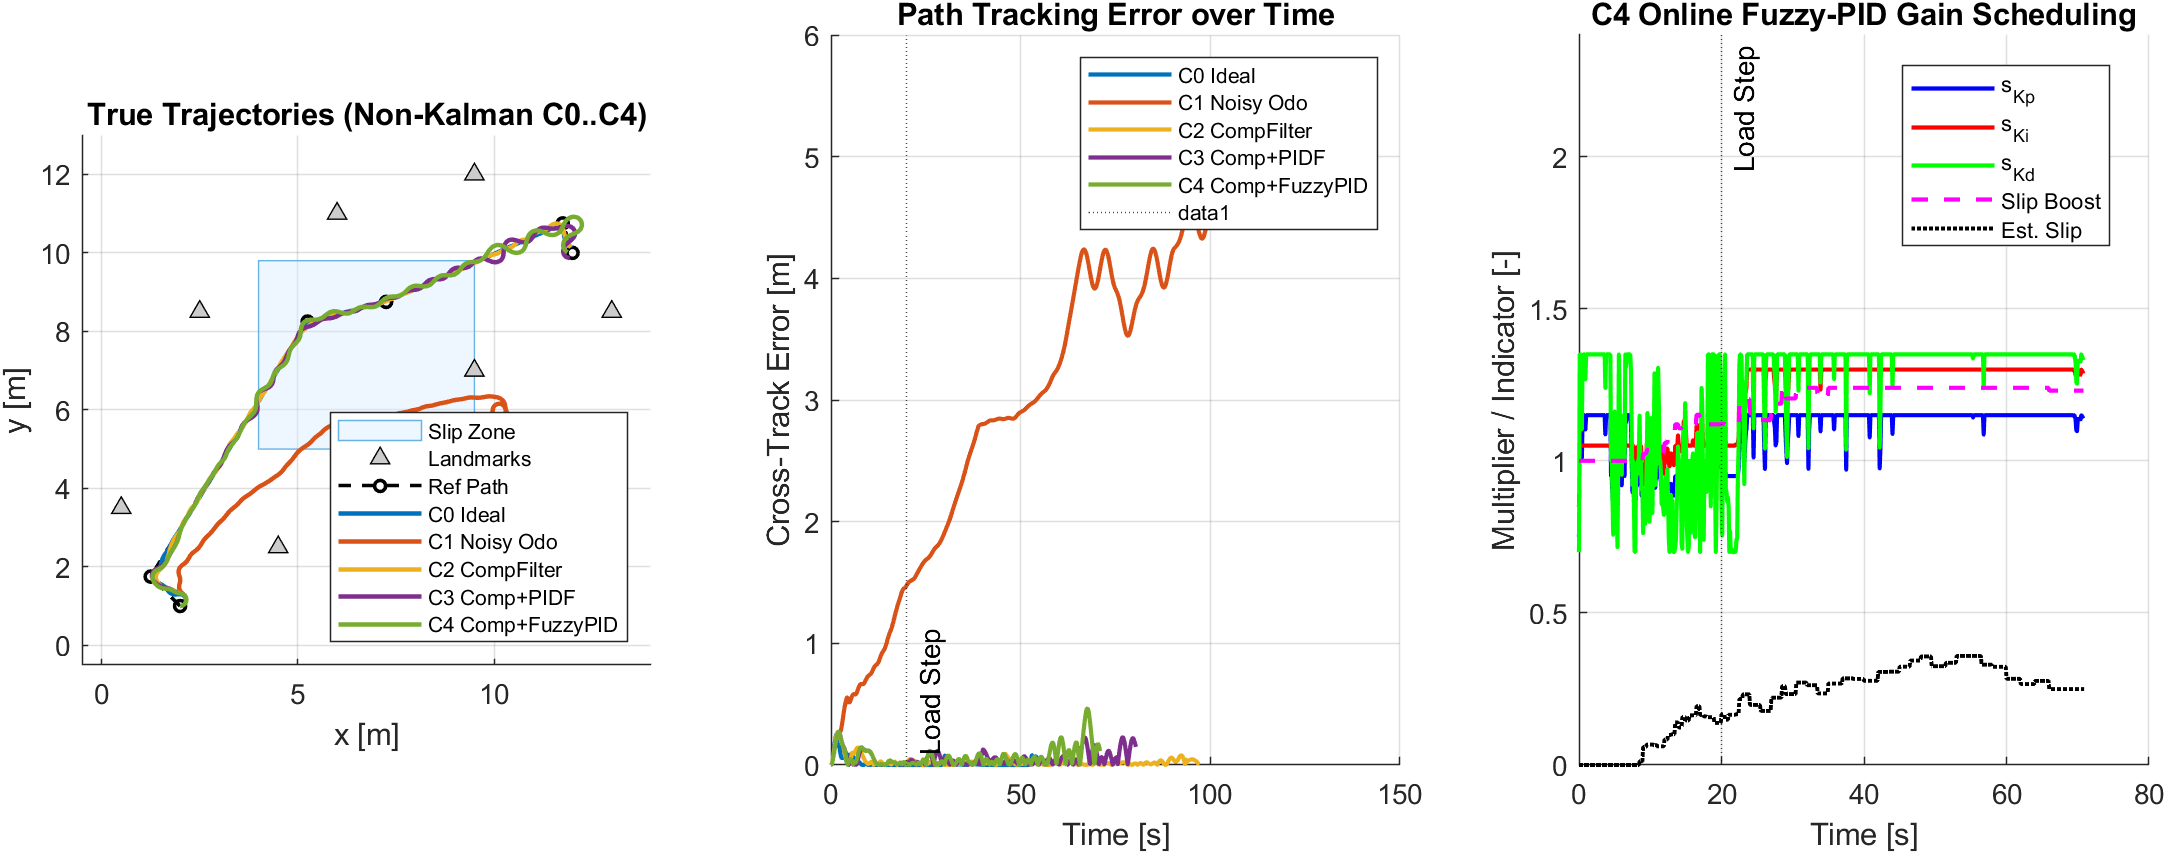 True Trajectories (Non-Kalman C0..C4)
12
10
8
6
4
2
0
0
5
10
x [m]
y [m]
Slip Zone
Landmarks
Ref Path
C0 Ideal
C1 Noisy Odo
C2 CompFilter
C3 Comp+PIDF
C4 Comp+FuzzyPID
Path Tracking Error over Time
6
5
4
3
2
1
0
0
50
100
150
Time [s]
Cross-Track Error [m]
Load Step
C0 Ideal
C1 Noisy Odo
C2 CompFilter
C3 Comp+PIDF
C4 Comp+FuzzyPID
data1
C4 Online Fuzzy-PID Gain Scheduling
2
1.5
1
0.5
0
0
20
40
60
80
Time [s]
Multiplier / Indicator [-]
Load Step
sKp
sKi
sKd
Slip Boost
Est. Slip